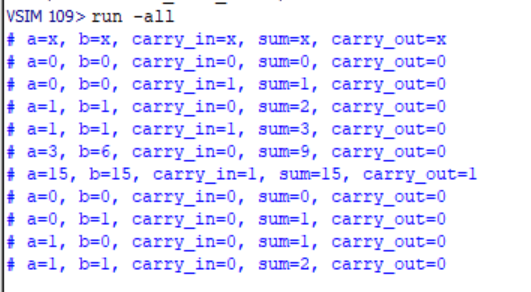 VSIM 109> run -all
# a=x, b=x, carry_in=x, sum=x, carry_out=x
# a=0, b=0, carry_in=0, sum=0, carry_out=0
# a=0, b=0, carry_in=1, sum=1, carry_out=0
# a=1, b=1, carry_in=0, sum=2, carry_out=0
# a=1, b=1, carry_in=1, sum=3, carry_out=0
# a=3, b=6, carry_in=0, sum=9, carry_out=0
# a=15, b=15, carry_in=1, sum=15, carry_out=1
# a=0, b=0, carry_in=0, sum=0, carry_out=0
# a=0, b=1, carry_in=0, sum=1, carry_out=0
# a=1, b=0, carry_in=0, sum=1, carry_out=0
# a=1, b=1, carry_in=0, sum=2, carry_out=0